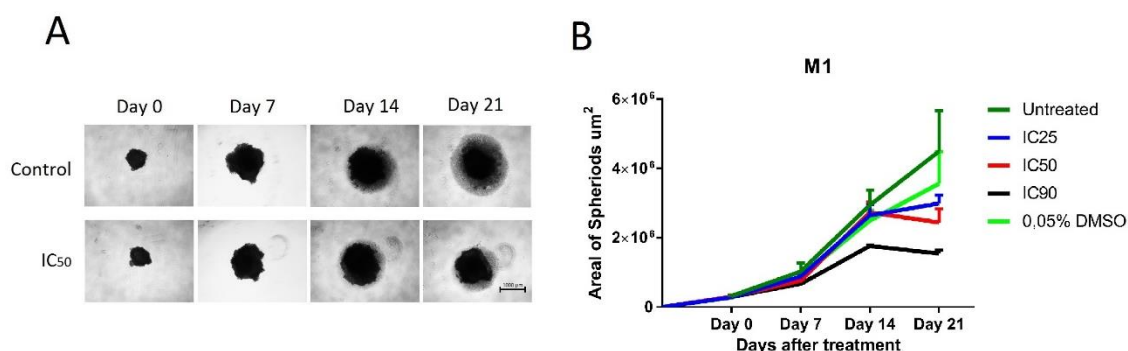 A
Day 0 Day 7 Day 14 Day 21
Control
IC50
1000 µm
B
M1
Areal of Spheriods um²
6×10⁶
4×10⁶
2×10⁶
0
Day 0 Day 7 Day 14 Day 21
Days after treatment
Untreated
IC25
IC50
IC90
0,05% DMSO